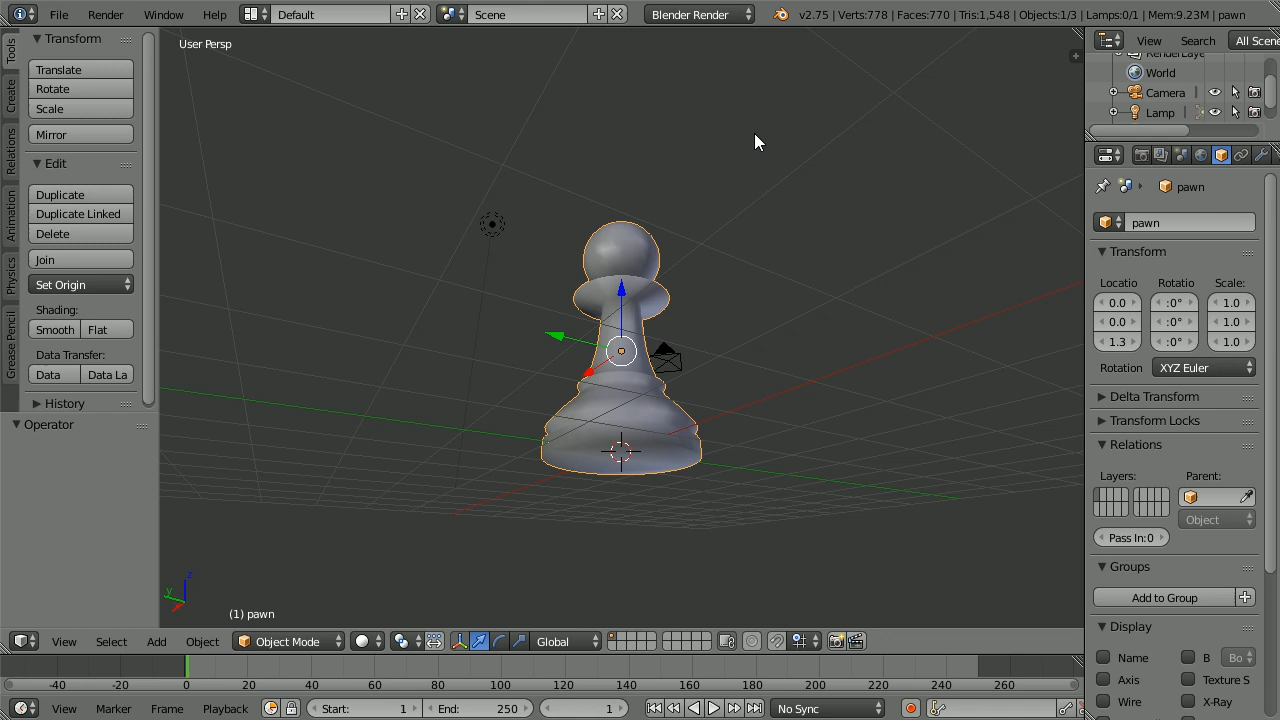 File Render Window Help Default Scene Blender Render v2.75 | Verts:778 | Faces:770 | Tris:1,548 | Objects:1/3 | Lamps:0/1 | Mem:9.23M | pawn
Tools
Create
Relations
Animation
Physics
Grease Pencil
Transform
Translate
Rotate
Scale
Mirror
Edit
Duplicate
Duplicate Linked
Delete
Join
Set Origin
Shading:
Smooth Flat
Data Transfer:
Data Data La
History
Operator
User Persp
z
y
(1) pawn
View Select Add Object Object Mode Global
-40 -20 0 20 40 60 80 100 120 140 160 180 200 220 240 260
View Marker Frame Playback Start: 1 End: 250 1 No Sync
View Search All Scen
RenderLaye
World
Camera
Lamp
pawn
pawn
Transform
Locatio Rotatio Scale:
0.0 :0° 1.0
0.0 :0° 1.0
1.3 :0° 1.0
Rotation XYZ Euler
Delta Transform
Transform Locks
Relations
Layers: Parent:
Object
Pass In:0
Groups
Add to Group
Display
Name B Bo
Axis Texture S
Wire X-Ray